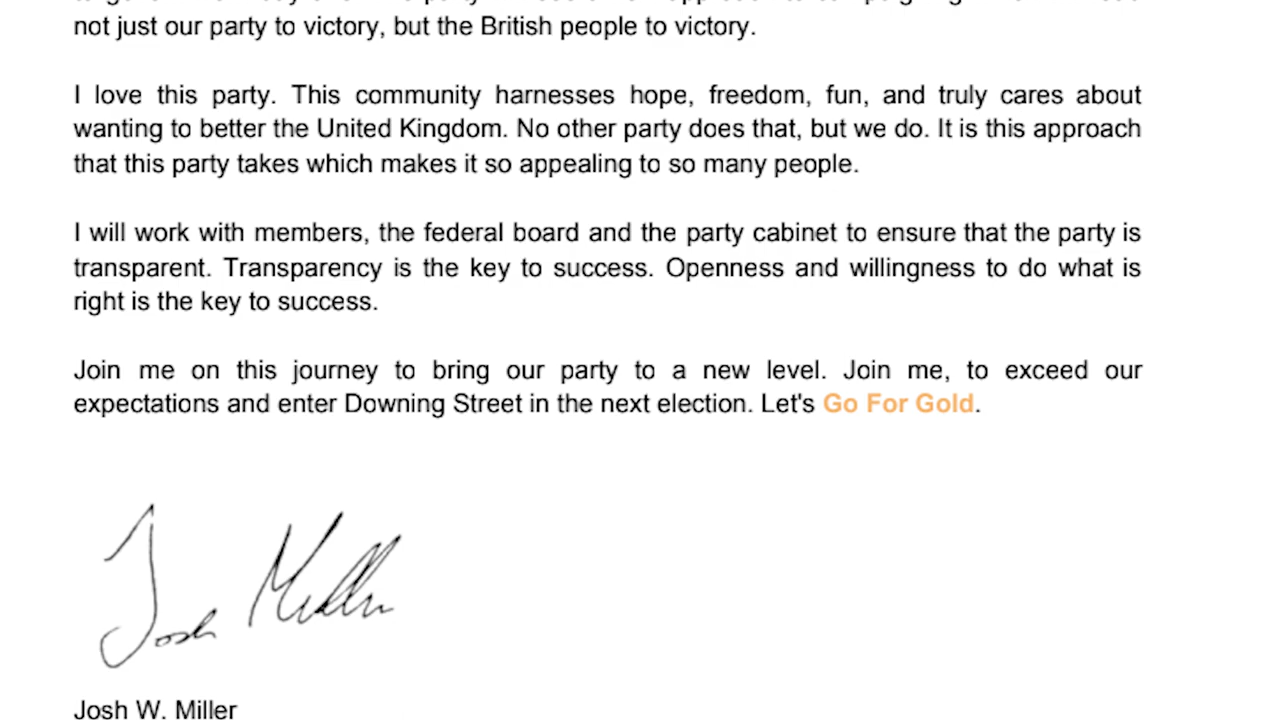 not just our party to victory, but the British people to victory.
I love this party. This community harnesses hope, freedom, fun, and truly cares about
wanting to better the United Kingdom. No other party does that, but we do. It is this approach
that this party takes which makes it so appealing to so many people.
I will work with members, the federal board and the party cabinet to ensure that the party is
transparent. Transparency is the key to success. Openness and willingness to do what is
right is the key to success.
Join me on this journey to bring our party to a new level. Join me, to exceed our
expectations and enter Downing Street in the next election. Let's Go For Gold.
Josh Miller
Josh W. Miller